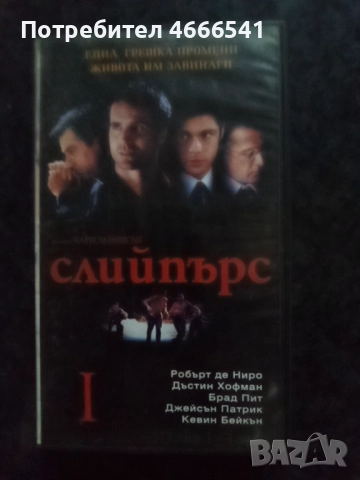 Потребител 4666541
ЕДНА ГРЕШКА ПРОМЕНИ
ЖИВОТА ИМ ЗАВИНАГИ
СЛИЙПЪРС
I
Робърт де Ниро
Дъстин Хофман
Брад Пит
Джейсън Патрик
Кевин Бейкън
BAZAR
bg